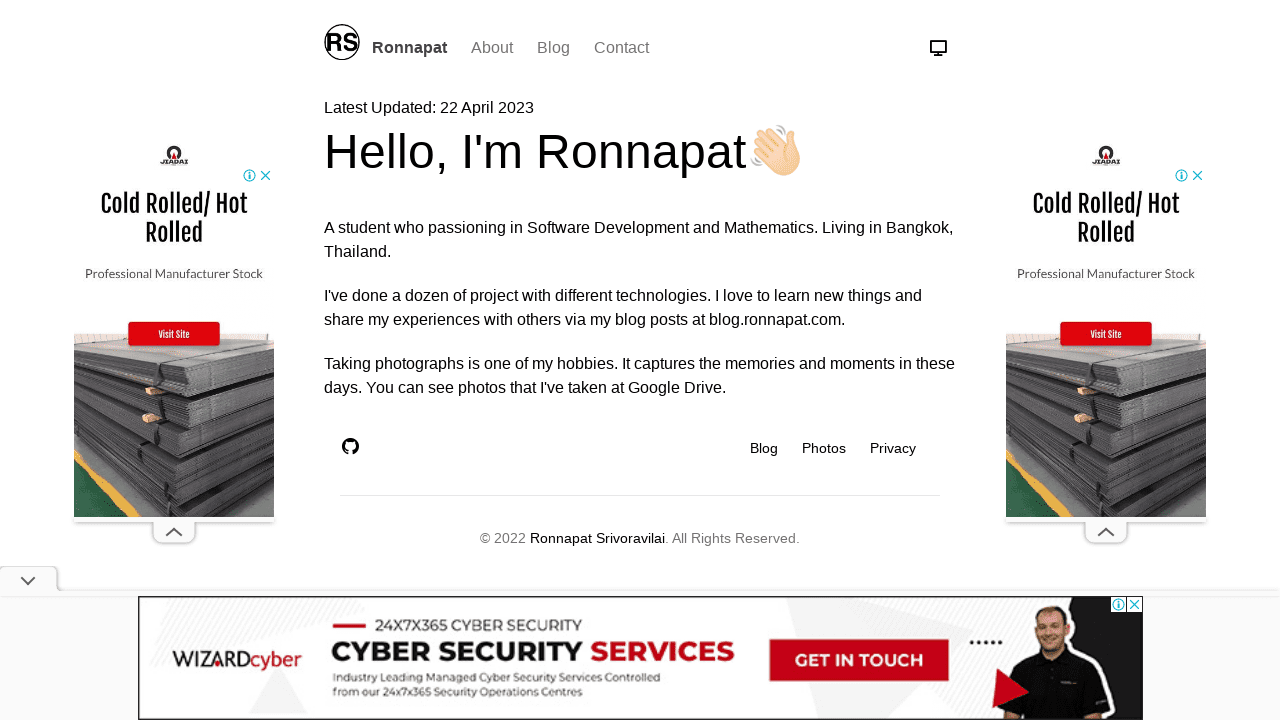 RS
Ronnapat
About
Blog
Contact
Latest Updated: 22 April 2023
Hello, I'm Ronnapat👋🏻
A student who passioning in Software Development and Mathematics. Living in Bangkok,
Thailand.
I've done a dozen of project with different technologies. I love to learn new things and
share my experiences with others via my blog posts at blog.ronnapat.com.
Taking photographs is one of my hobbies. It captures the memories and moments in these
days. You can see photos that I've taken at Google Drive.
Blog
Photos
Privacy
© 2022 Ronnapat Srivoravilai. All Rights Reserved.
JIADAI
Cold Rolled/ Hot
Rolled
Professional Manufacturer Stock
Visit Site
JIADAI
Cold Rolled/ Hot
Rolled
Professional Manufacturer Stock
Visit Site
WIZARDcyber
24X7X365 CYBER SECURITY
CYBER SECURITY SERVICES
Industry Leading Managed Cyber Security Services Controlled
from our 24x7x365 Security Operations Centres
GET IN TOUCH